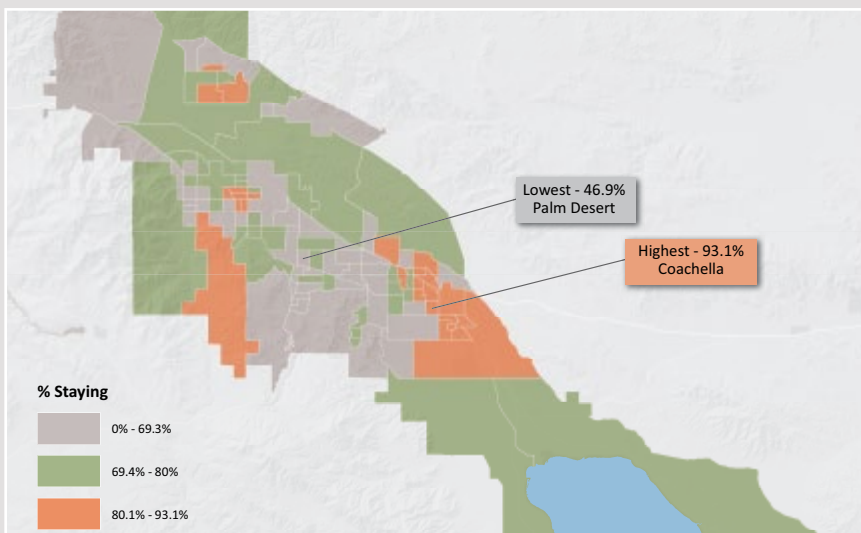 Lowest - 46.9%
Palm Desert
Highest - 93.1%
Coachella
% Staying
0% - 69.3%
69.4% - 80%
80.1% - 93.1%